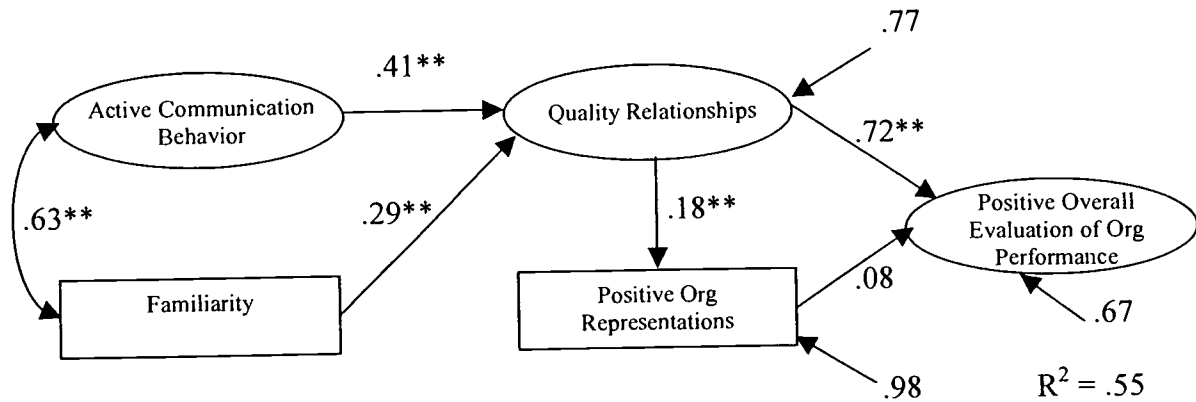 .77
.41**
Active Communication
Behavior
Quality Relationships
.72**
.63**
.29**
.18**
Positive Overall
Evaluation of Org
Performance
Familiarity
Positive Org
Representations
.08
.67
.98
R² = .55